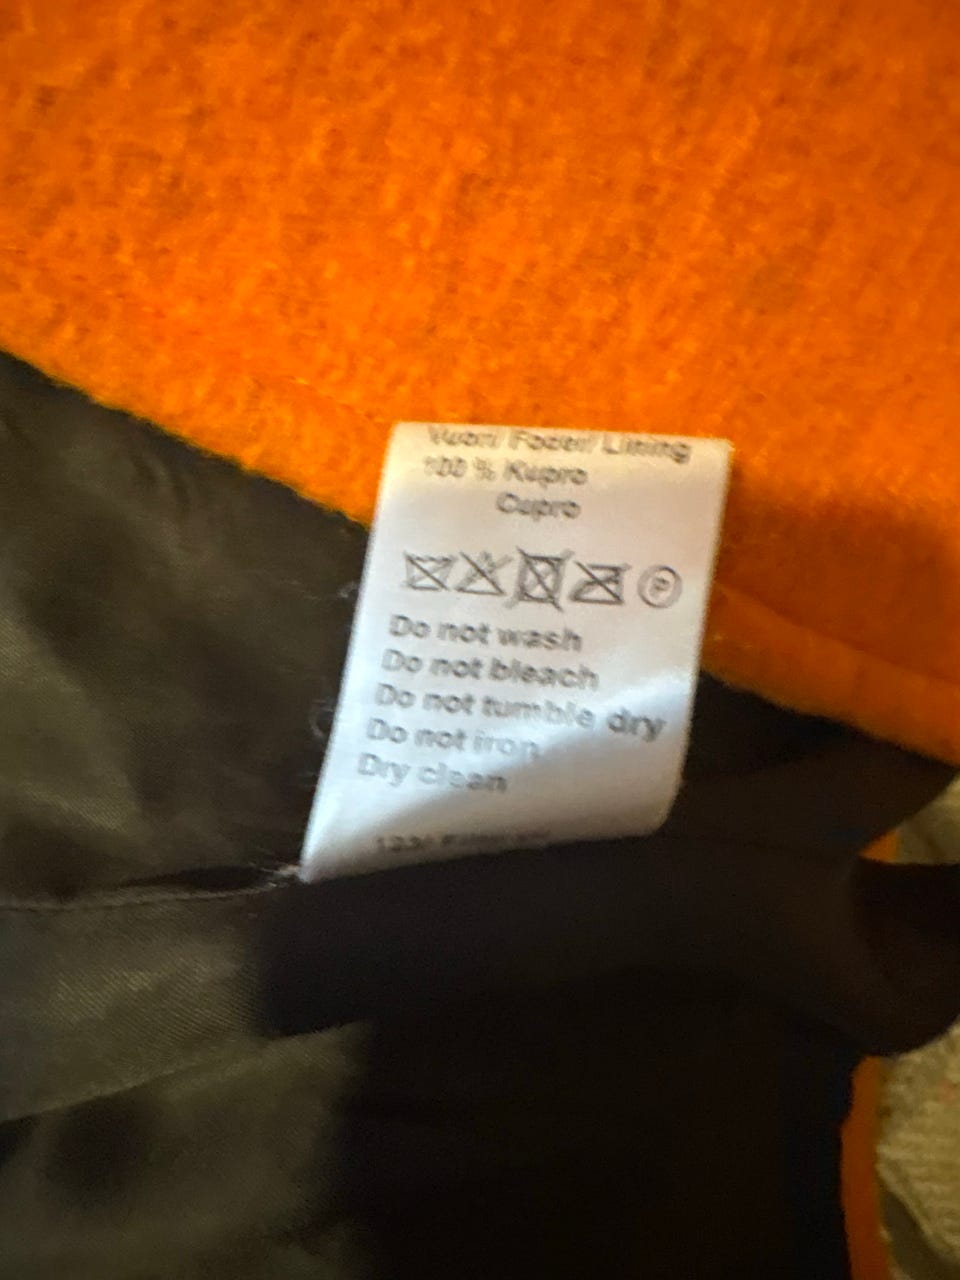 Vuori/ Foder/ Lining
100 % Kupro
Cupro
P
Do not wash
Do not bleach
Do not tumble dry
Do not iron
Dry clean